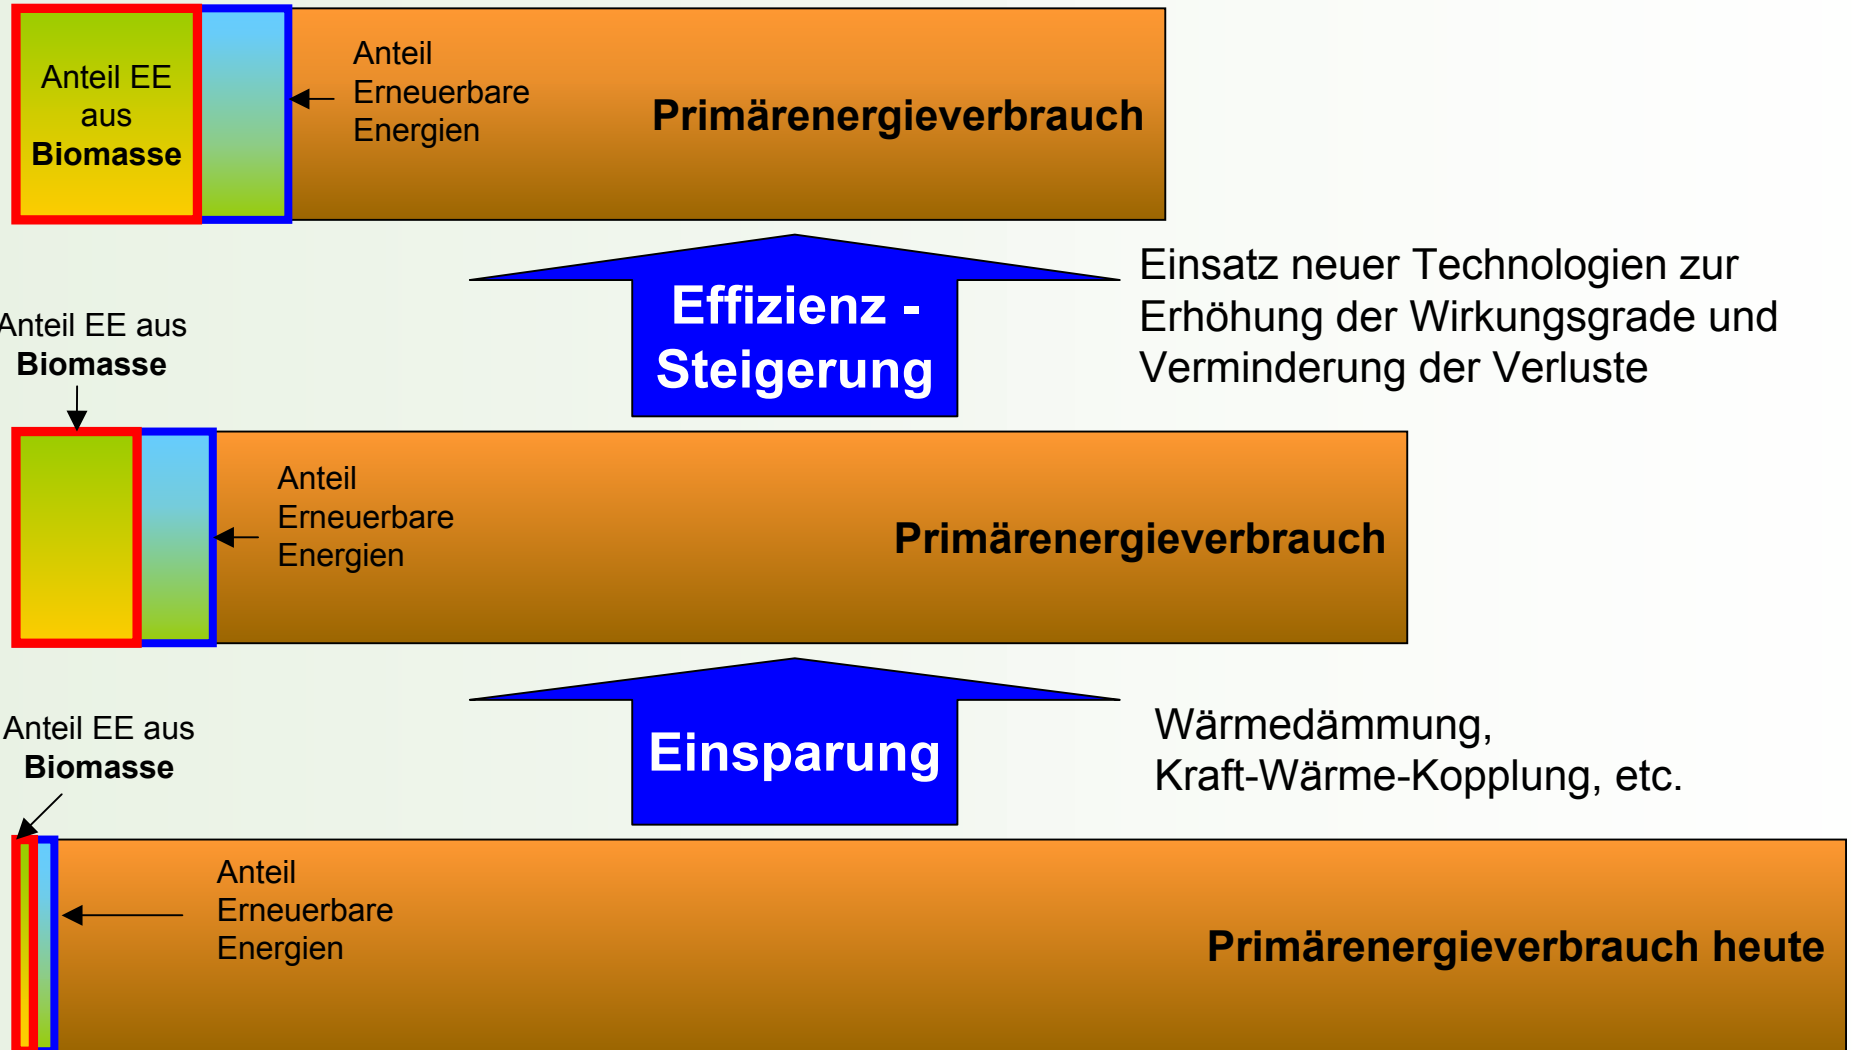 Anteil EE
aus
Biomasse
Anteil
Erneuerbare
Energien
Primärenergieverbrauch
Effizienz -
Steigerung
Einsatz neuer Technologien zur
Erhöhung der Wirkungsgrade und
Verminderung der Verluste
Anteil EE aus
Biomasse
Anteil
Erneuerbare
Energien
Primärenergieverbrauch
Einsparung
Wärmedämmung,
Kraft-Wärme-Kopplung, etc.
Anteil EE aus
Biomasse
Anteil
Erneuerbare
Energien
Primärenergieverbrauch heute